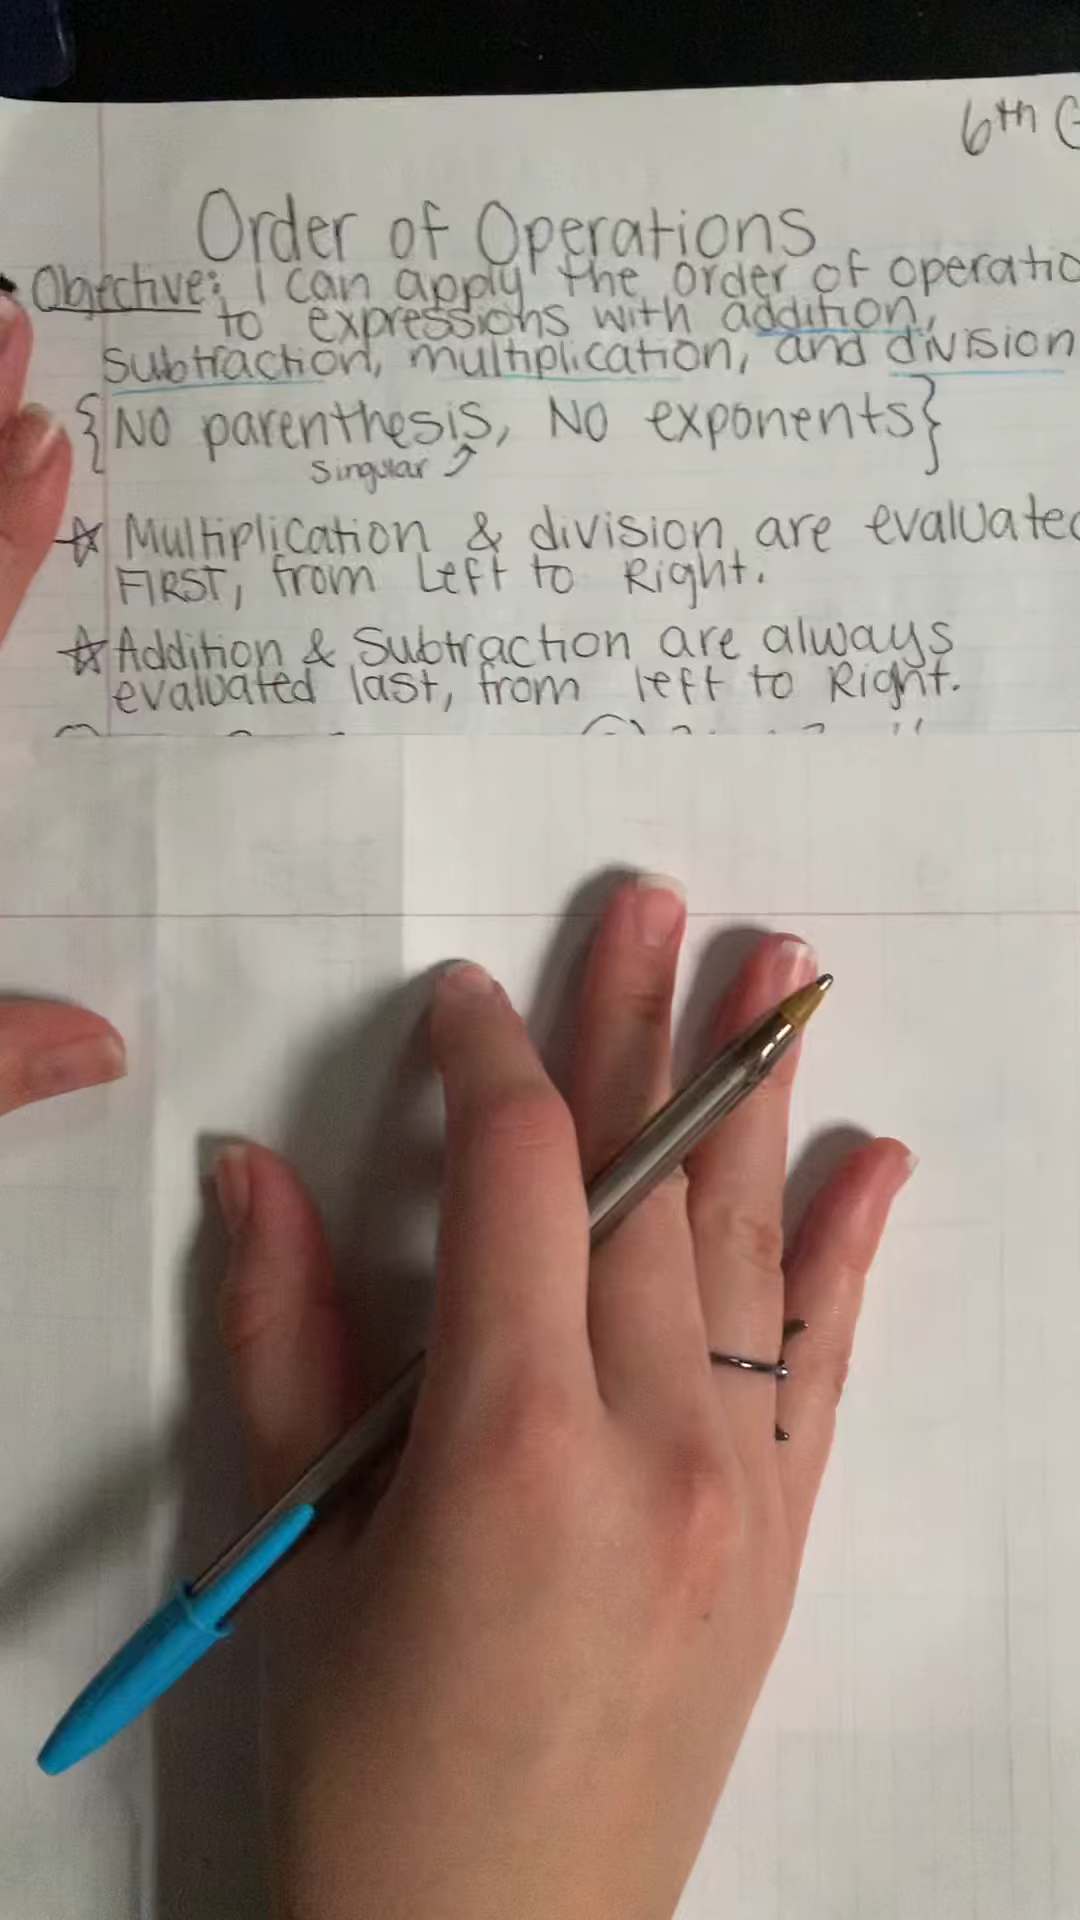 6th
Order of Operations
Objective: I can apply the order of operatio
to expressions with addition,
subtraction, multiplication, and division
{No parenthesis, No exponents}
singular
☆ Multiplication & division are evaluated
FIRST, from Left to Right.
☆ Addition & Subtraction are always
evaluated last, from left to Right.